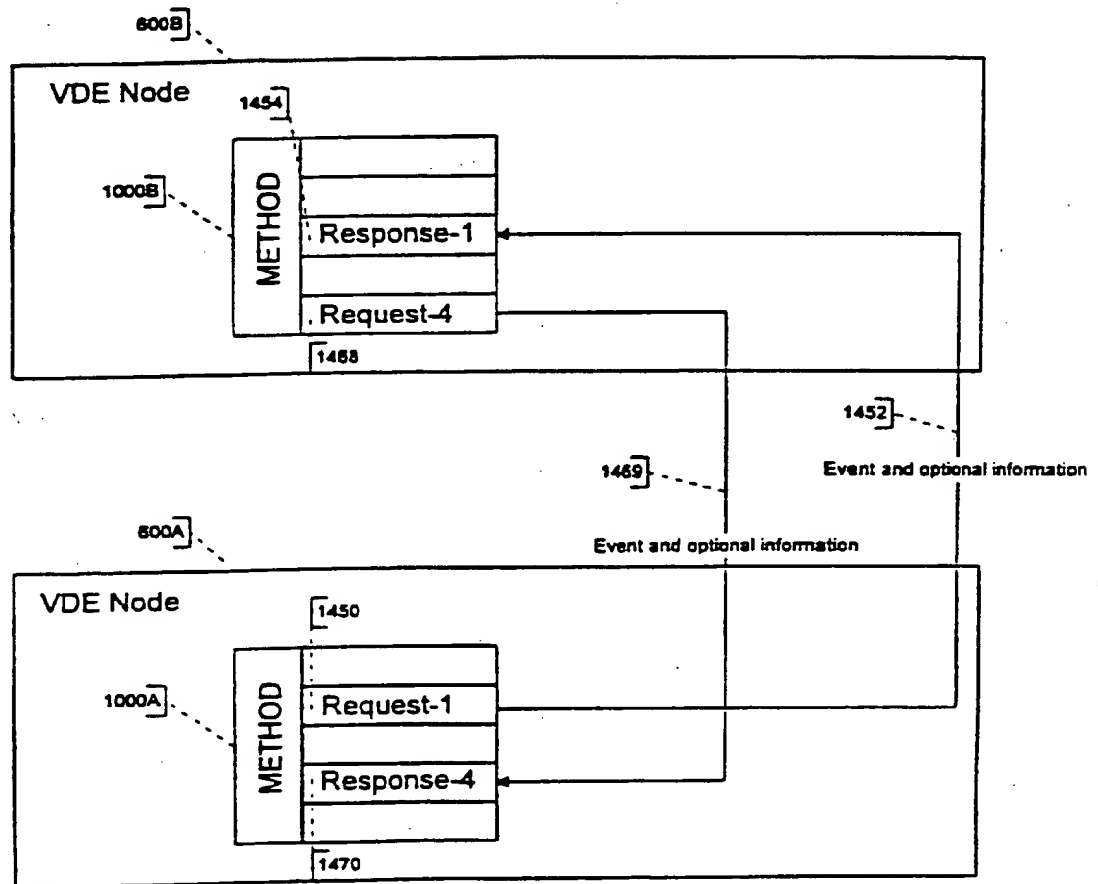 600B
VDE Node
1454
1000B
METHOD
Response-1
Request-4
1468
1452
1469
Event and optional information
600A
Event and optional information
VDE Node
1450
1000A
METHOD
Request-1
Response-4
1470